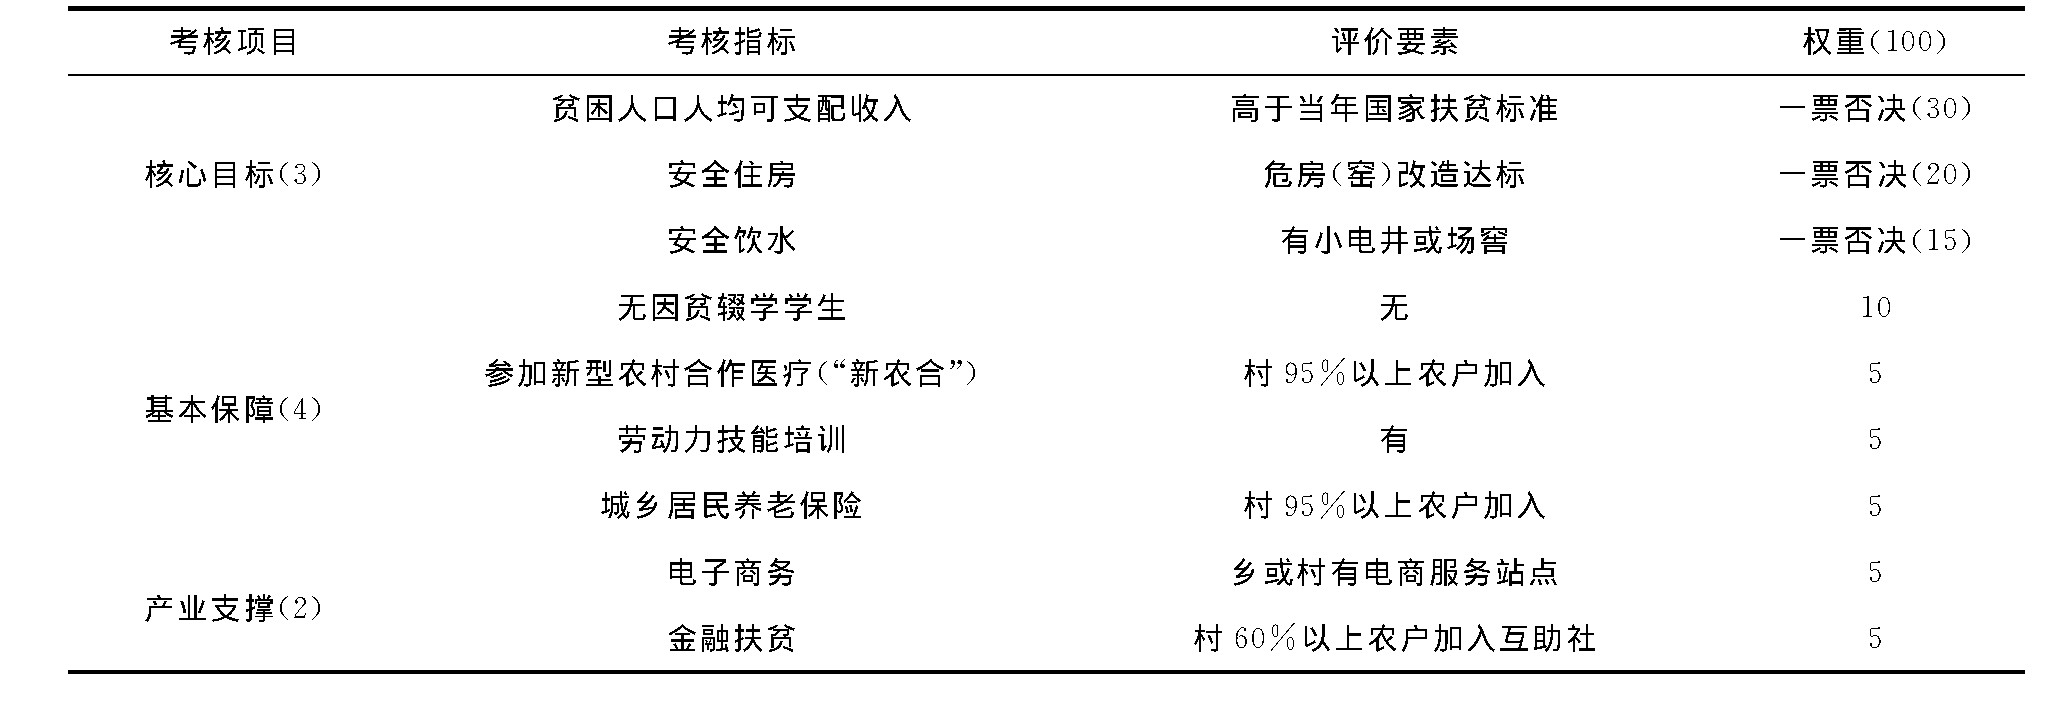 考核项目 考核指标 评价要素 权重(100)
贫困人口人均可支配收入 高于当年国家扶贫标准 一票否决(30)
核心目标(3) 安全住房 危房(窑)改造达标 一票否决(20)
安全饮水 有小电井或场窖 一票否决(15)
无因贫辍学学生 无 10
参加新型农村合作医疗(“新农合”) 村 95%以上农户加入 5
基本保障(4)
劳动力技能培训 有 5
城乡居民养老保险 村 95%以上农户加入 5
电子商务 乡或村有电商服务站点 5
产业支撑(2)
金融扶贫 村 60%以上农户加入互助社 5